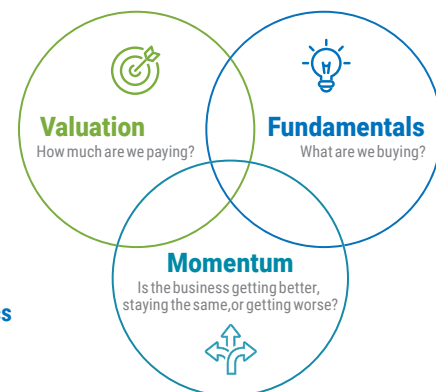 Valuation
How much are we paying?
Fundamentals
What are we buying?
Momentum
Is the business getting better,
staying the same,or getting worse?